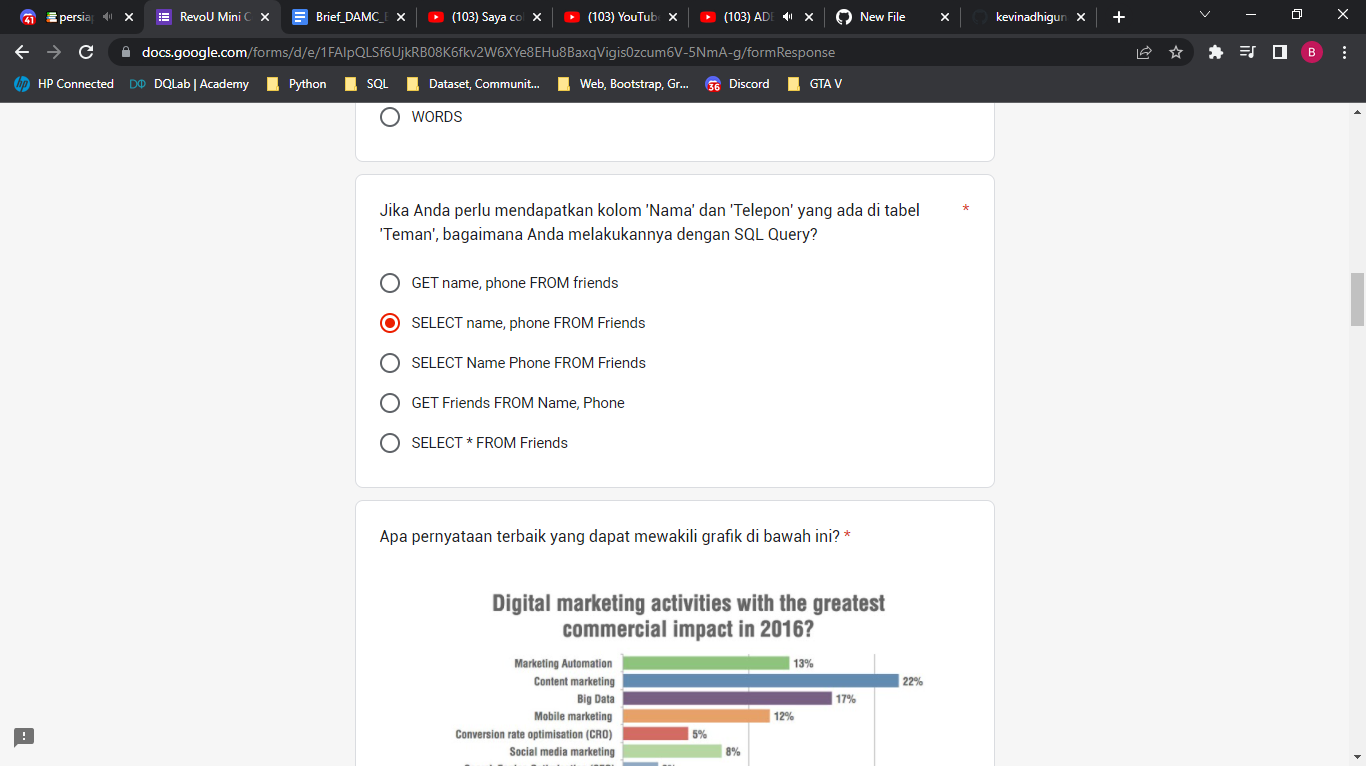 41 persia
RevoU Mini C
Brief_DAMC_
(103) Saya co
(103) YouTub
(103) ADE
New File
kevinadhigun
docs.google.com/forms/d/e/1FAIpQLSf6UjkRB08K6fkv2W6XYe8EHu8BaxqVigis0zcum6V-5NmA-g/formResponse
B
HP Connected
DQLab | Academy
Python
SQL
Dataset, Communit...
Web, Bootstrap, Gr...
36 Discord
GTA V
WORDS
Jika Anda perlu mendapatkan kolom 'Nama' dan 'Telepon' yang ada di tabel *
'Teman', bagaimana Anda melakukannya dengan SQL Query?
GET name, phone FROM friends
SELECT name, phone FROM Friends
SELECT Name Phone FROM Friends
GET Friends FROM Name, Phone
SELECT * FROM Friends
Apa pernyataan terbaik yang dapat mewakili grafik di bawah ini? *
Digital marketing activities with the greatest
commercial impact in 2016?
Marketing Automation 13%
Content marketing 22%
Big Data 17%
Mobile marketing 12%
Conversion rate optimisation (CRO) 5%
Social media marketing 8%